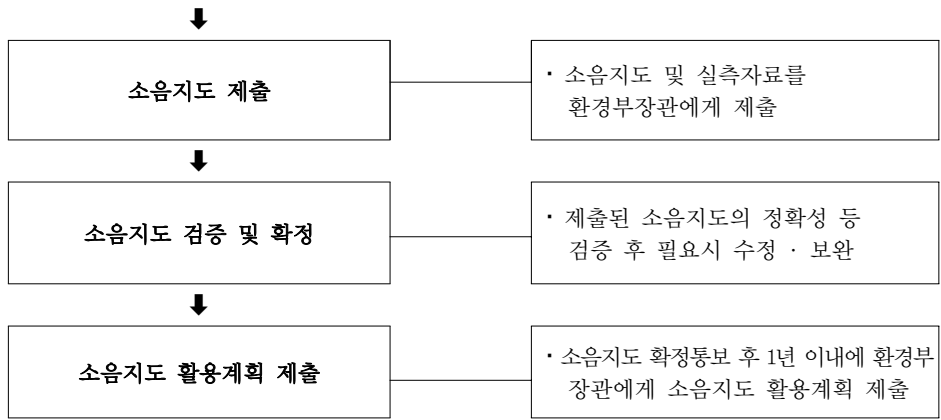 소음지도 제출
· 소음지도 및 실측자료를
환경부장관에게 제출
소음지도 검증 및 확정
· 제출된 소음지도의 정확성 등
검증 후 필요시 수정 · 보완
소음지도 활용계획 제출
· 소음지도 확정통보 후 1년 이내에 환경부
장관에게 소음지도 활용계획 제출